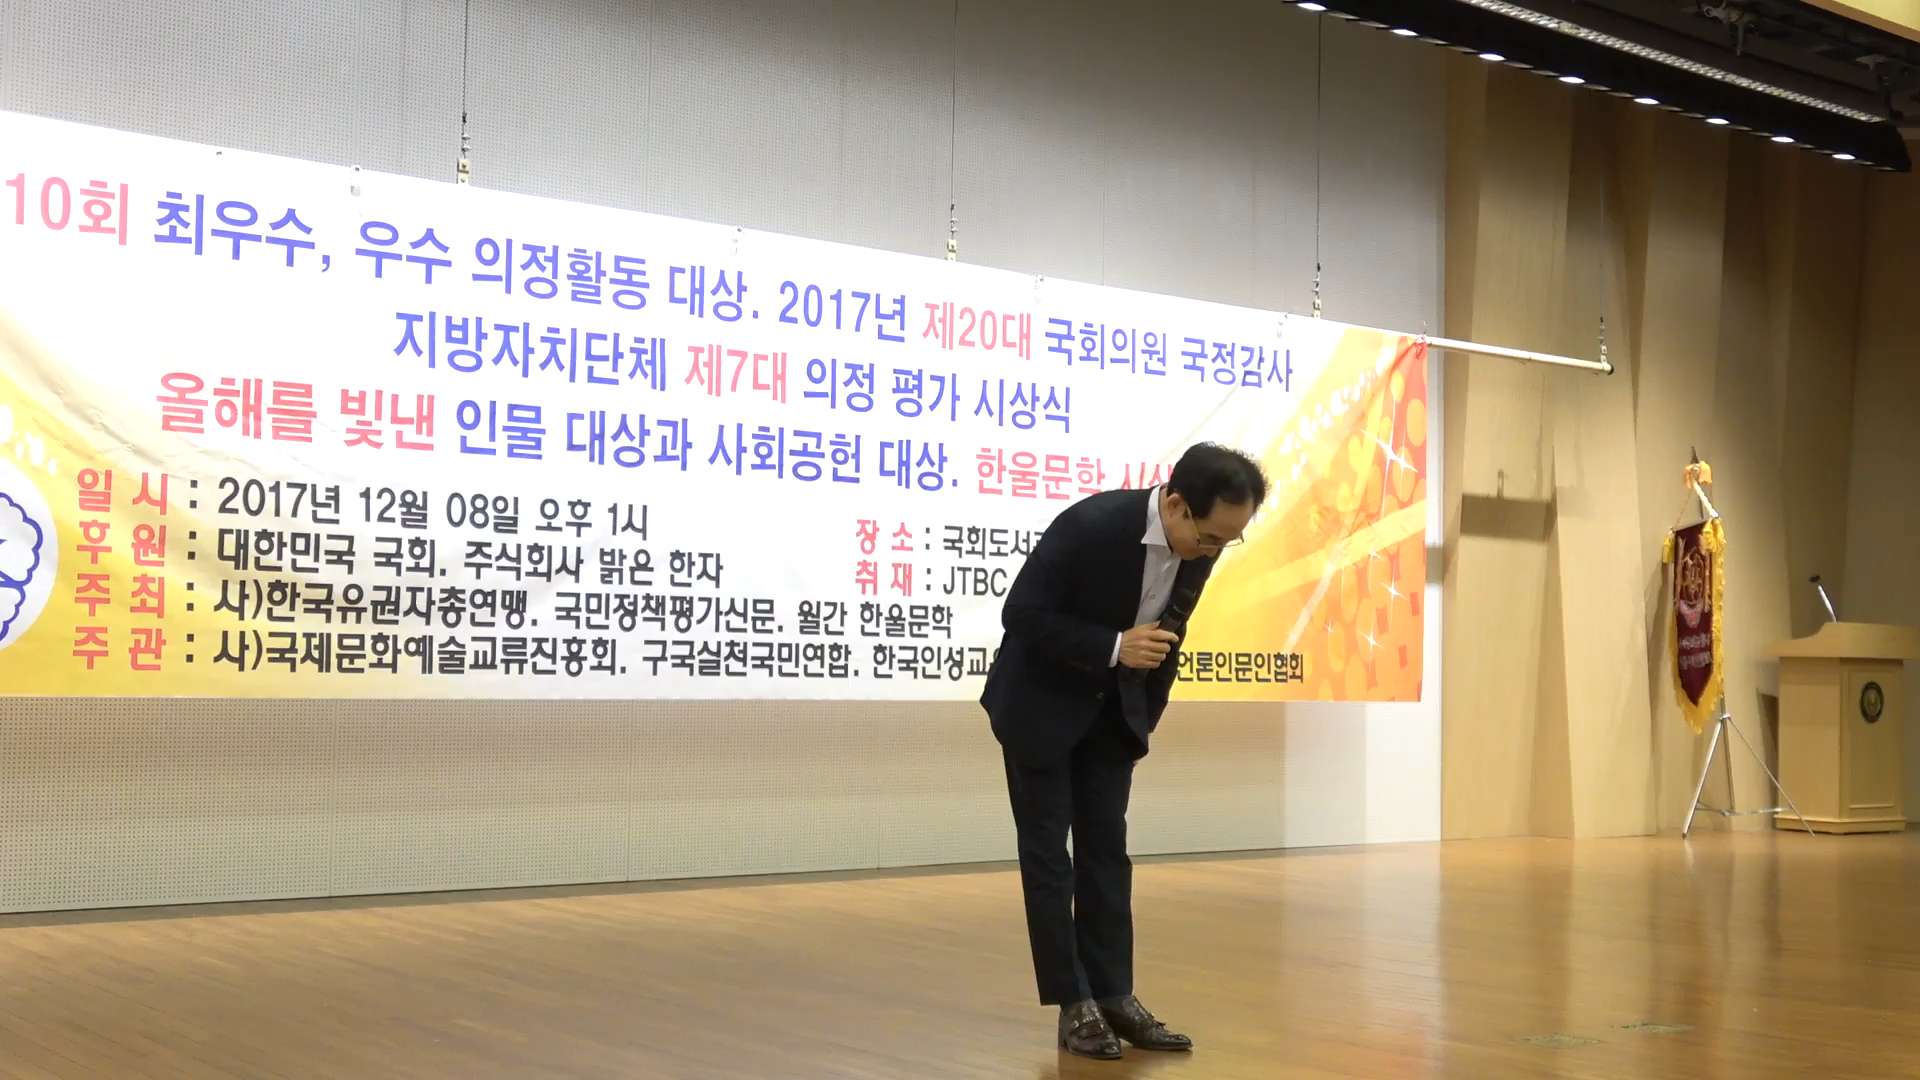 10회 최우수, 우수 의정활동 대상. 2017년 제20대 국회의원 국정감사
지방자치단체 제7대 의정 평가 시상식
올해를 빛낸 인물 대상과 사회공헌 대상. 한울문학
일 시 : 2017년 12월 08일 오후 1시
장 소 : 국회도서
후 원 : 대한민국 국회. 주식회사 밝은 한자
취 재 : JTBC
주 최 : 사)한국유권자총연맹. 국민정책평가신문. 월간 한울문학
주 관 : 사)국제문화예술교류진흥회. 구국실천국민연합. 한국인성교 언론인문인협회